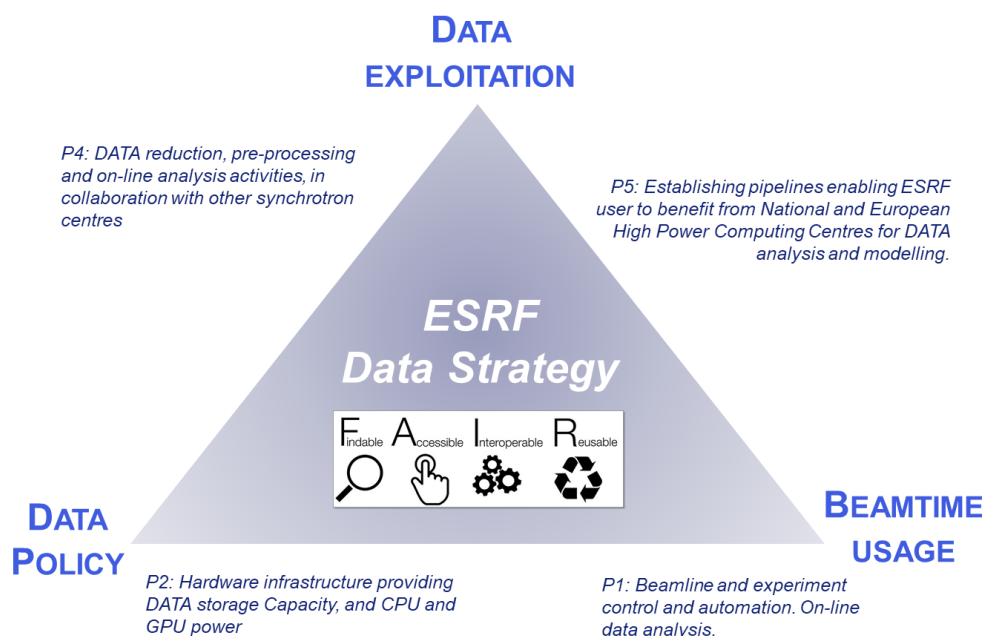 DATA
EXPLOITATION
P4: DATA reduction, pre-processing
and on-line analysis activities, in
collaboration with other synchrotron
centres
P5: Establishing pipelines enabling ESRF
user to benefit from National and European
High Power Computing Centres for DATA
analysis and modelling.
ESRF
Data Strategy
Findable Accessible Interoperable Reusable
DATA
POLICY
BEAMTIME
USAGE
P2: Hardware infrastructure providing
DATA storage Capacity, and CPU and
GPU power
P1: Beamline and experiment
control and automation. On-line
data analysis.